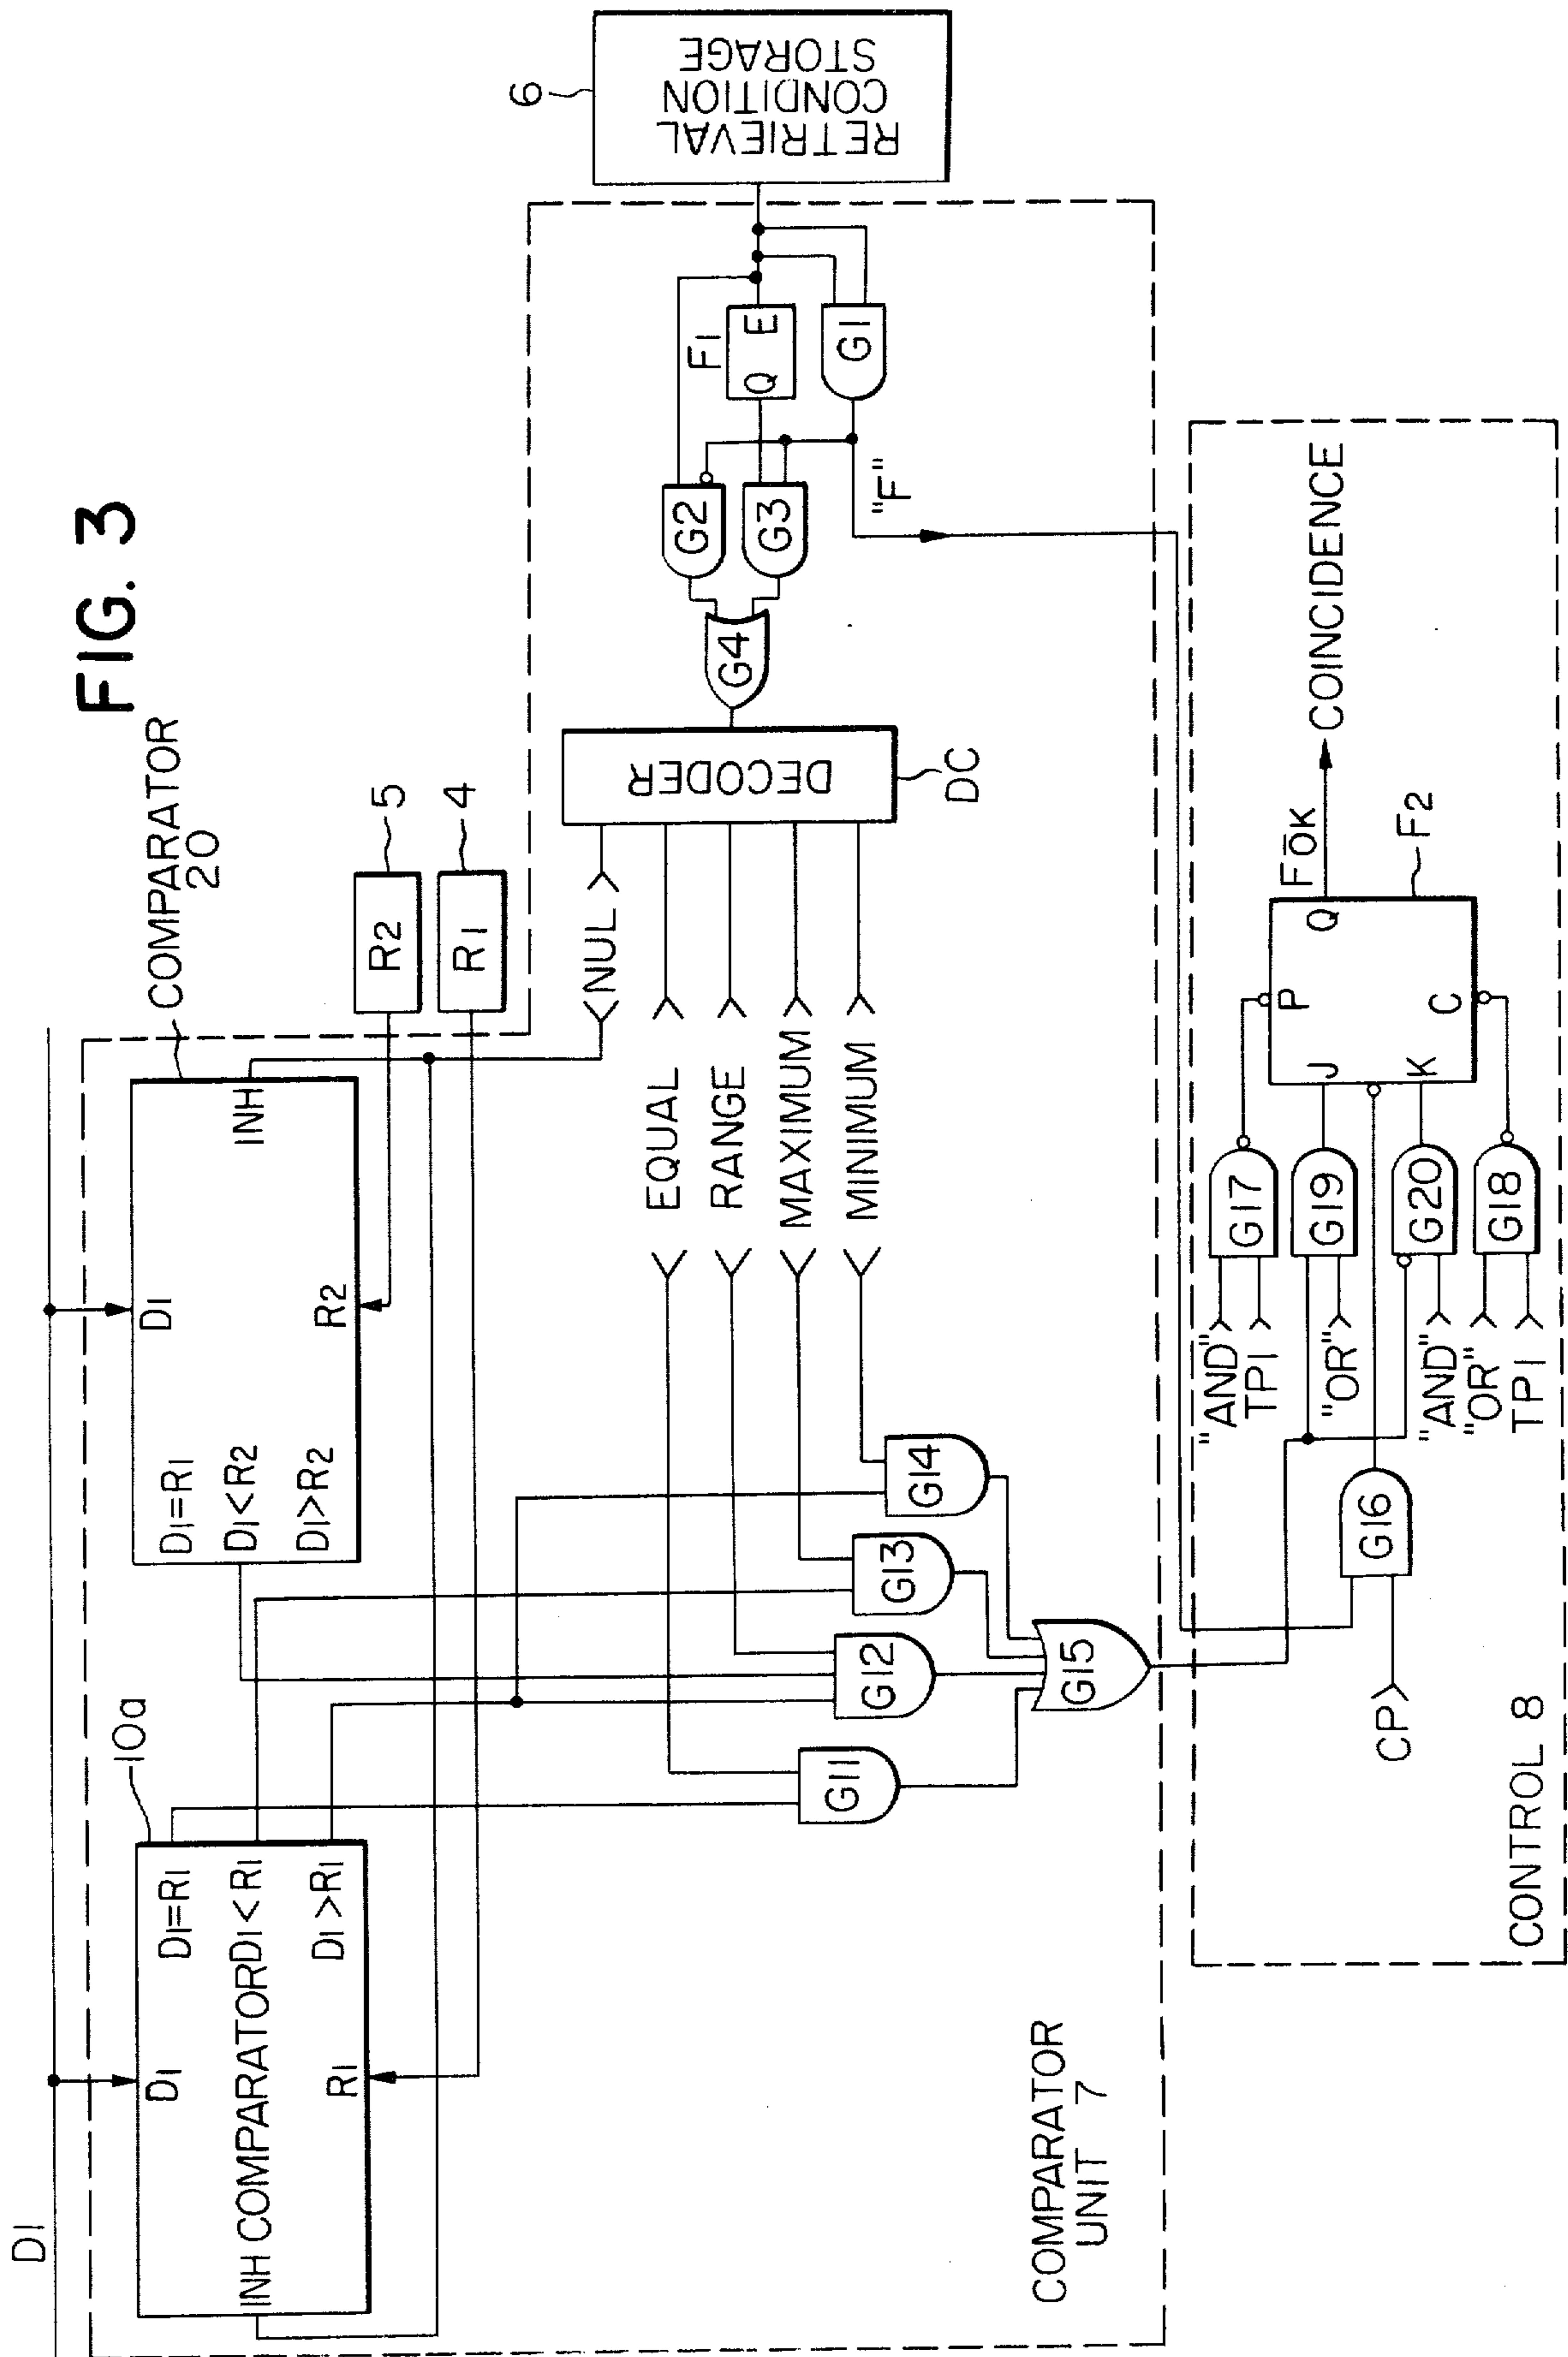 FIG. 3
D1
10a
D1
D1=R1
INH COMPARATOR D1<R1
D1>R1
R1
COMPARATOR
20
D1
D1=R1
D1<R2
INH
D1>R2
R2
R2
5
R1
4
<NUL>
EQUAL
RANGE
MAXIMUM
MINIMUM
DECODER
DC
G4
G2
G3
F1
Q E
G1
"F"
6
RETRIEVAL
CONDITION
STORAGE
G11
G12
G13
G14
G15
COMPARATOR
UNIT 7
CONTROL 8
CP
G16
"AND"
TP1
"OR"
"AND"
"OR"
TP1
G17
G19
G20
G18
P
J
Q
K
C
FOK
F2
COINCIDENCE